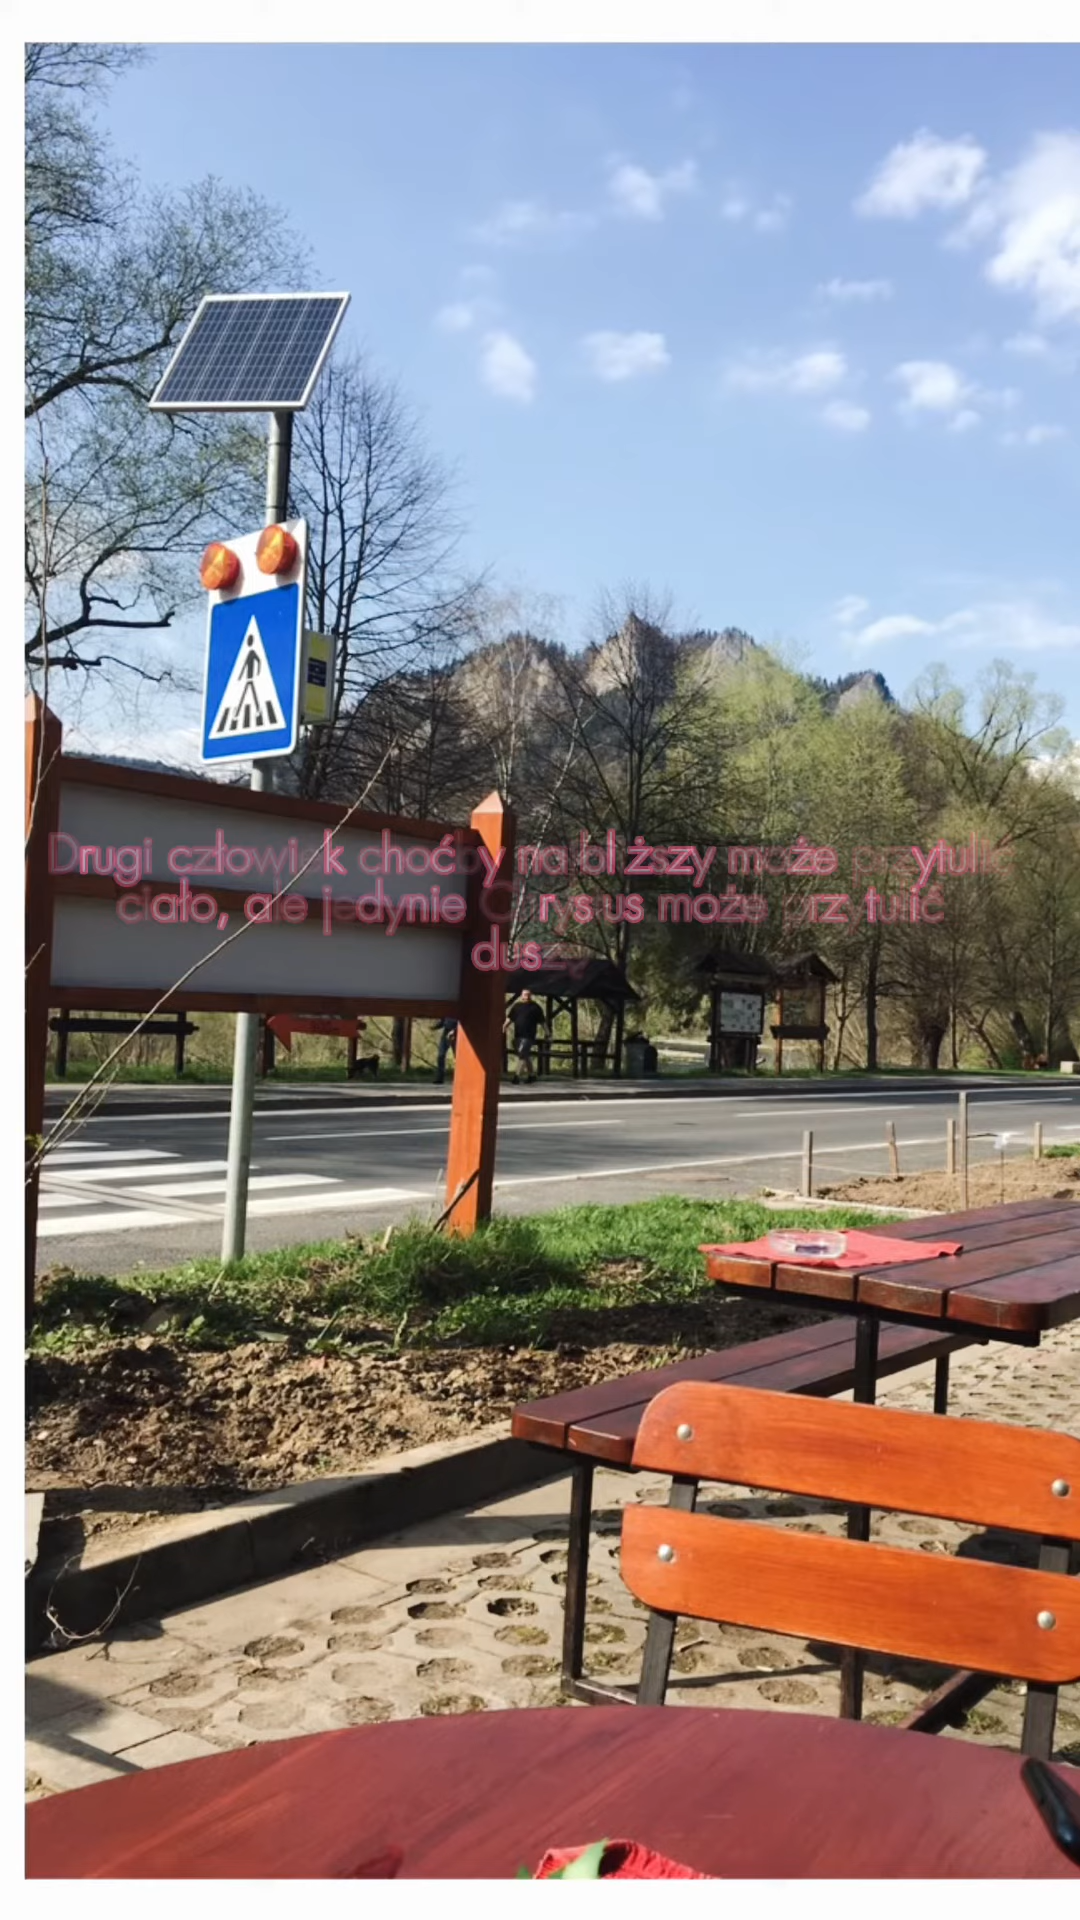 Drugi człowiek choćby najbliższy może przytulić
ciało, ale jedynie Chrystus może przytulić
duszę